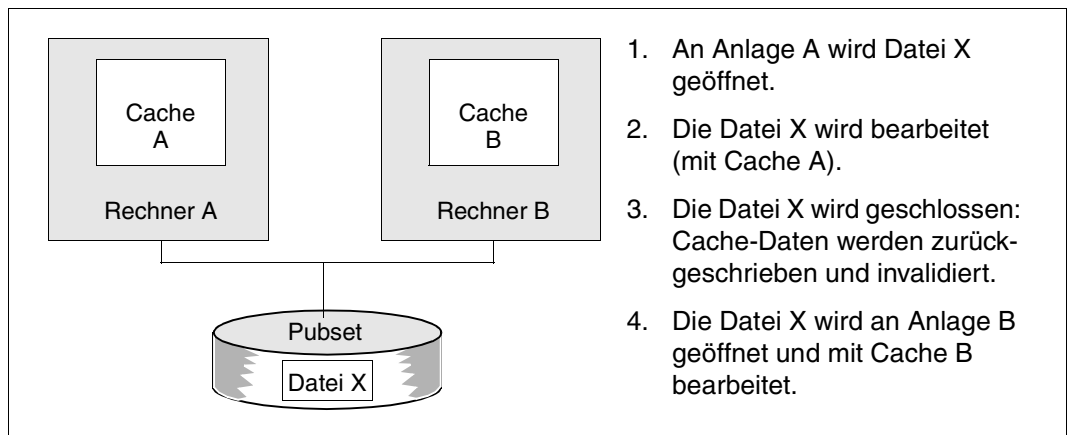 Cache
A
Rechner A
Cache
B
Rechner B
Pubset
Datei X
1. An Anlage A wird Datei X
geöffnet.
2. Die Datei X wird bearbeitet
(mit Cache A).
3. Die Datei X wird geschlossen:
Cache-Daten werden zurück-
geschrieben und invalidiert.
4. Die Datei X wird an Anlage B
geöffnet und mit Cache B
bearbeitet.